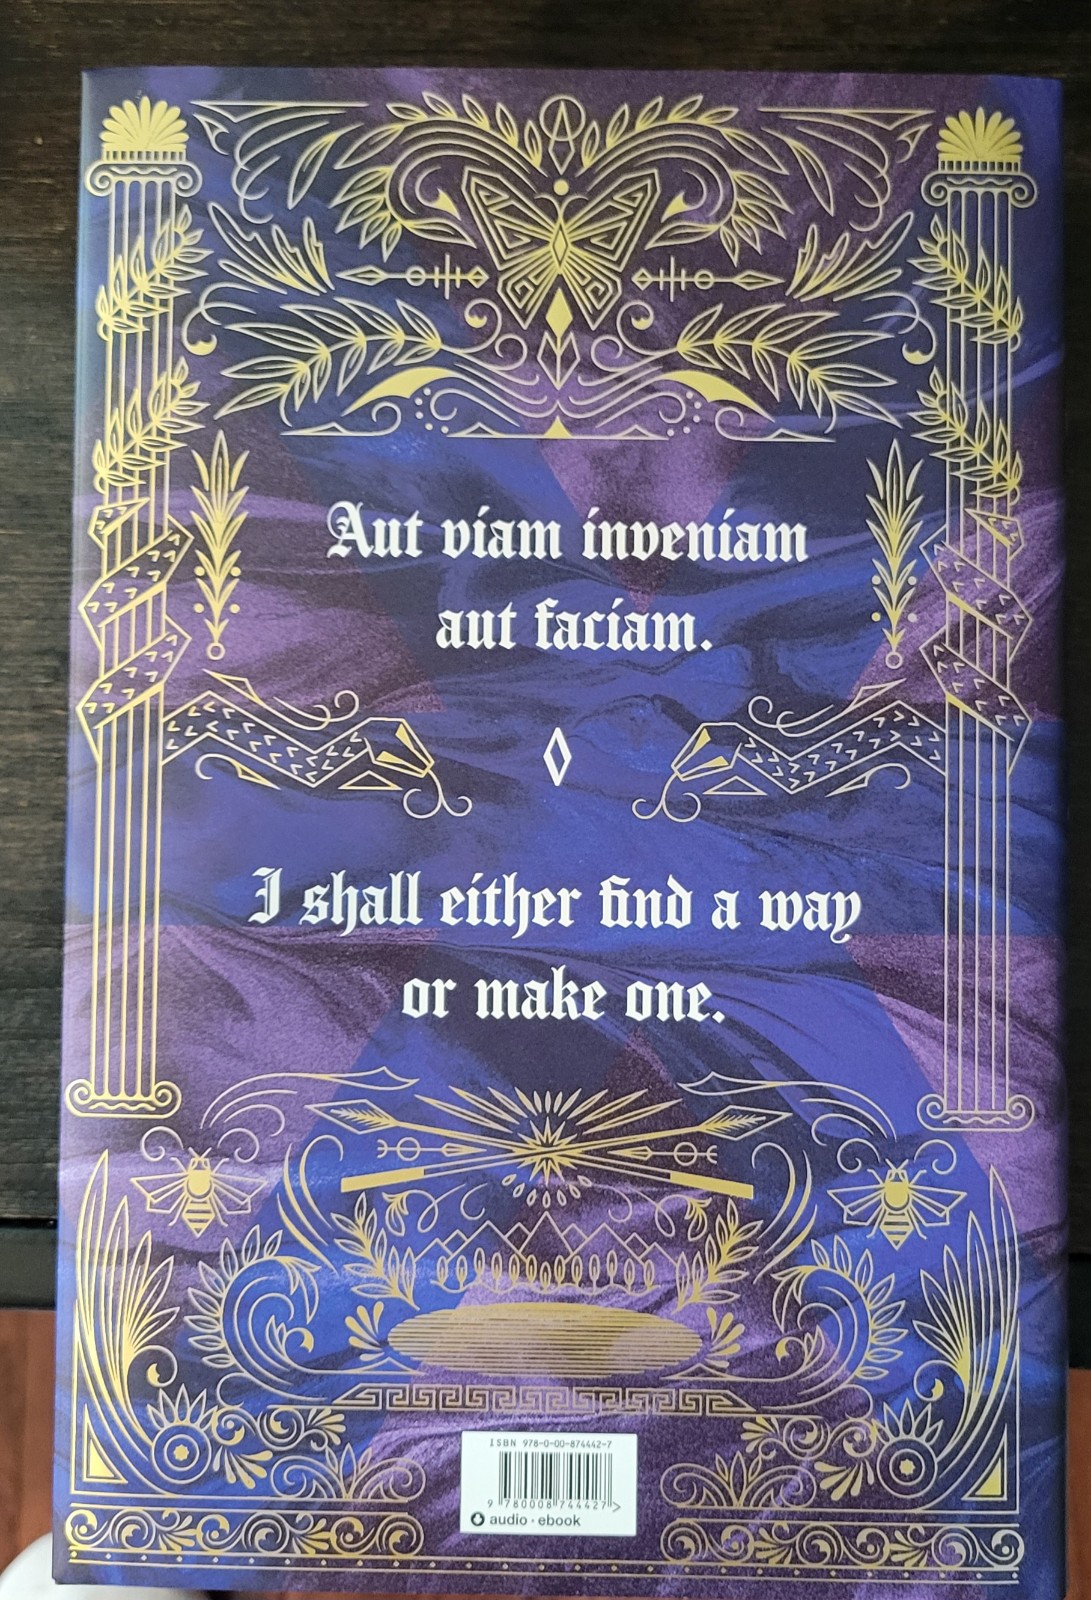 Aut viam inveniam
aut faciam.
I shall either find a way
or make one.
ISBN 978-0-00-874442-7
9 780008 744427 >
audio · ebook